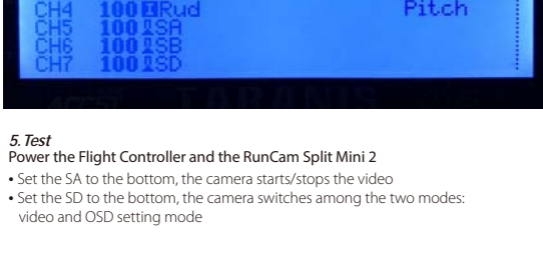 CH4 100 I Rud Pitch
CH5 100 SA
CH6 100 SB
CH7 100 SD
TARANIS
5. Test
Power the Flight Controller and the RunCam Split Mini 2
• Set the SA to the bottom, the camera starts/stops the video
• Set the SD to the bottom, the camera switches among the two modes:
video and OSD setting mode